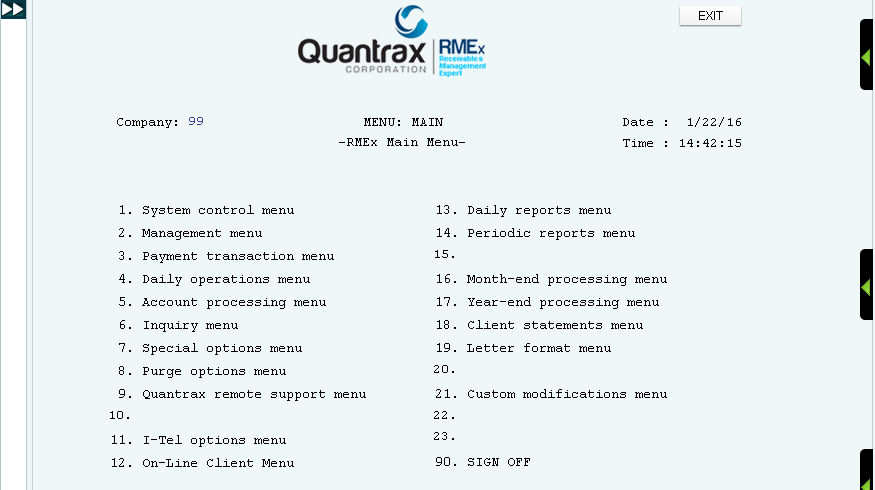 EXIT
Quantrax
CORPORATION
RMEx
Receivables
Management
Expert
Company: 99 MENU: MAIN Date : 1/22/16
-RMEx Main Menu- Time : 14:42:15
1. System control menu 13. Daily reports menu
2. Management menu 14. Periodic reports menu
3. Payment transaction menu 15.
4. Daily operations menu 16. Month-end processing menu
5. Account processing menu 17. Year-end processing menu
6. Inquiry menu 18. Client statements menu
7. Special options menu 19. Letter format menu
8. Purge options menu 20.
9. Quantrax remote support menu 21. Custom modifications menu
10. 22.
11. I-Tel options menu 23.
12. On-Line Client Menu 90. SIGN OFF